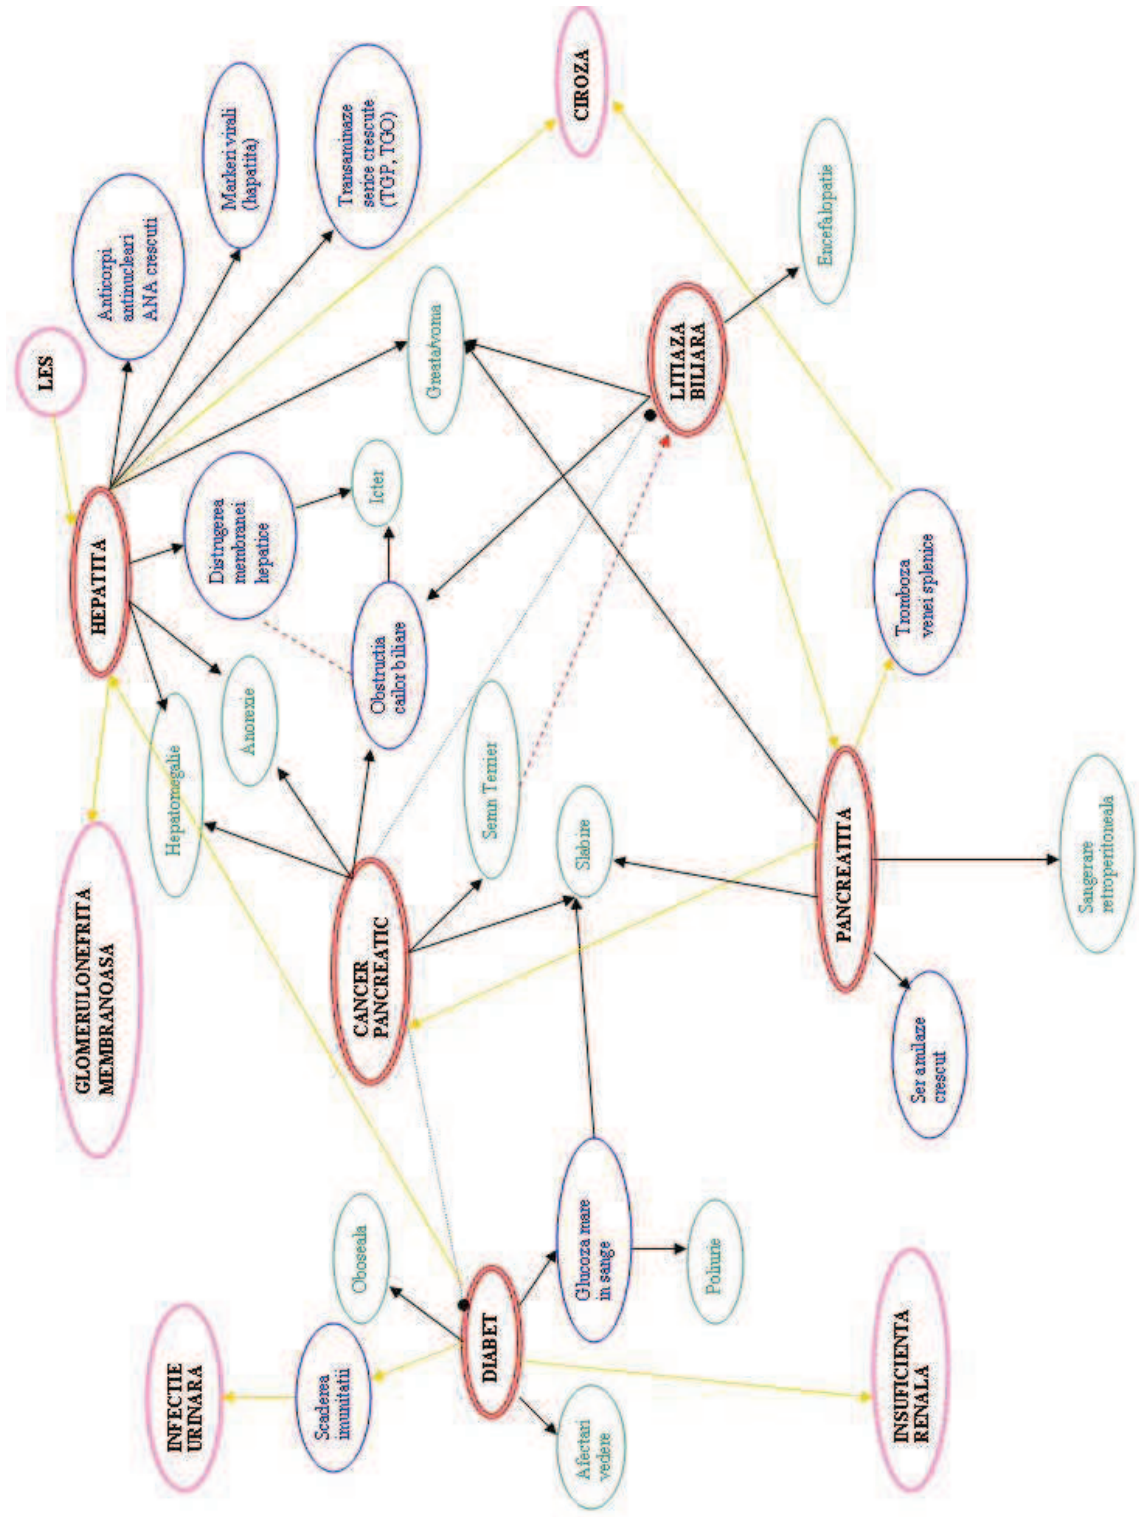 LES
Anticorpi
antinucleari
ANA crescuti
Markeri virali
(hapatita)
Transaminaze
serice crescute
(TGP, TGO)
CIROZA
HEPATITA
Distrugerea
membranei
hepatice
Icter
Greata/voma
LITIAZA
BILIARA
Encefalopatie
GLOMERULONEFRITA
MEMBRANOASA
Hepatomegalie
Anorexie
Obstructia
cailor biliare
Semn Terrier
Slabire
Tromboza
venei splenice
CANCER
PANCREATIC
PANCREATITA
Sangerare
retroperitoneala
Ser amilaze
crescut
INFECTIE
URINARA
Scaderea
imunitatii
Oboseala
DIABET
Glucoza mare
in sange
Poliurie
Afectari
vedere
INSUFICIENTA
RENALA